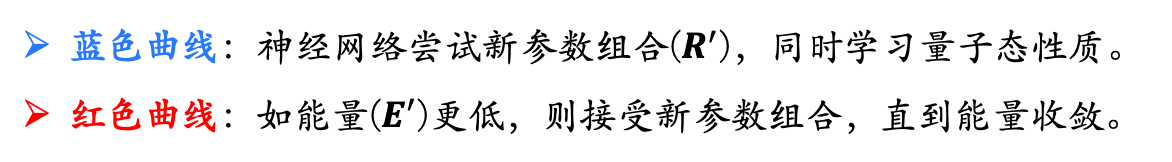 ➢ 蓝色曲线：神经网络尝试新参数组合(R′)，同时学习量子态性质。
➢ 红色曲线：如能量(E′)更低，则接受新参数组合，直到能量收敛。